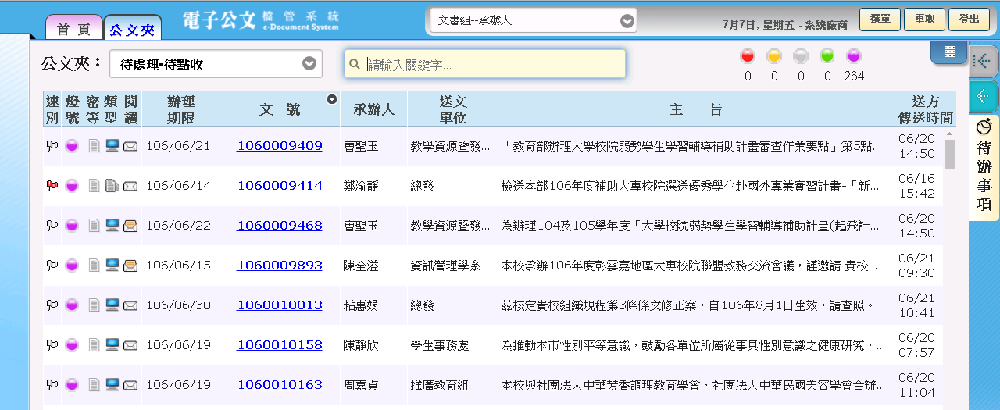 首 頁
公文夾
電子公文 檔 管 系 統
e-Document System
文書組--承辦人
7月7日, 星期五 - 系統廠商
選單
重取
登出
公文夾：
待處理-待點收
請輸入關鍵字...
0 0 0 0 264
速別 燈號 密等 類型 閱讀 辦理期限 文 號 承辦人 送文單位 主 旨 送方傳送時間
106/06/21 1060009409 曹聖玉 教學資源暨發... 「教育部辦理大學校院弱勢學生學習輔導補助計畫審查作業要點」第5點... 06/20 14:50
106/06/14 1060009414 鄭渝靜 總發 檢送本部106年度補助大專校院選送優秀學生赴國外專業實習計畫-「新... 06/16 15:42
106/06/22 1060009468 曹聖玉 教學資源暨發... 為辦理104及105學年度「大學校院弱勢學生學習輔導補助計畫(起飛計... 06/20 14:50
106/06/15 1060009893 陳全溢 資訊管理學系 本校承辦106年度彰雲嘉地區大專校院聯盟教務交流會議，謹邀請 貴校... 06/21 09:30
106/06/30 1060010013 粘惠娟 總發 茲核定貴校組織規程第3條條文修正案，自106年8月1日生效，請查照。 06/21 10:41
106/06/19 1060010158 陳靜欣 學生事務處 為推動本市性別平等意識，鼓勵各單位所屬從事具性別意識之健康研究，... 06/20 07:57
106/06/19 1060010163 周嘉貞 推廣教育組 本校與社團法人中華芳香調理教育學會、社團法人中華民國美容學會合辦... 06/20 11:04
待辦事項